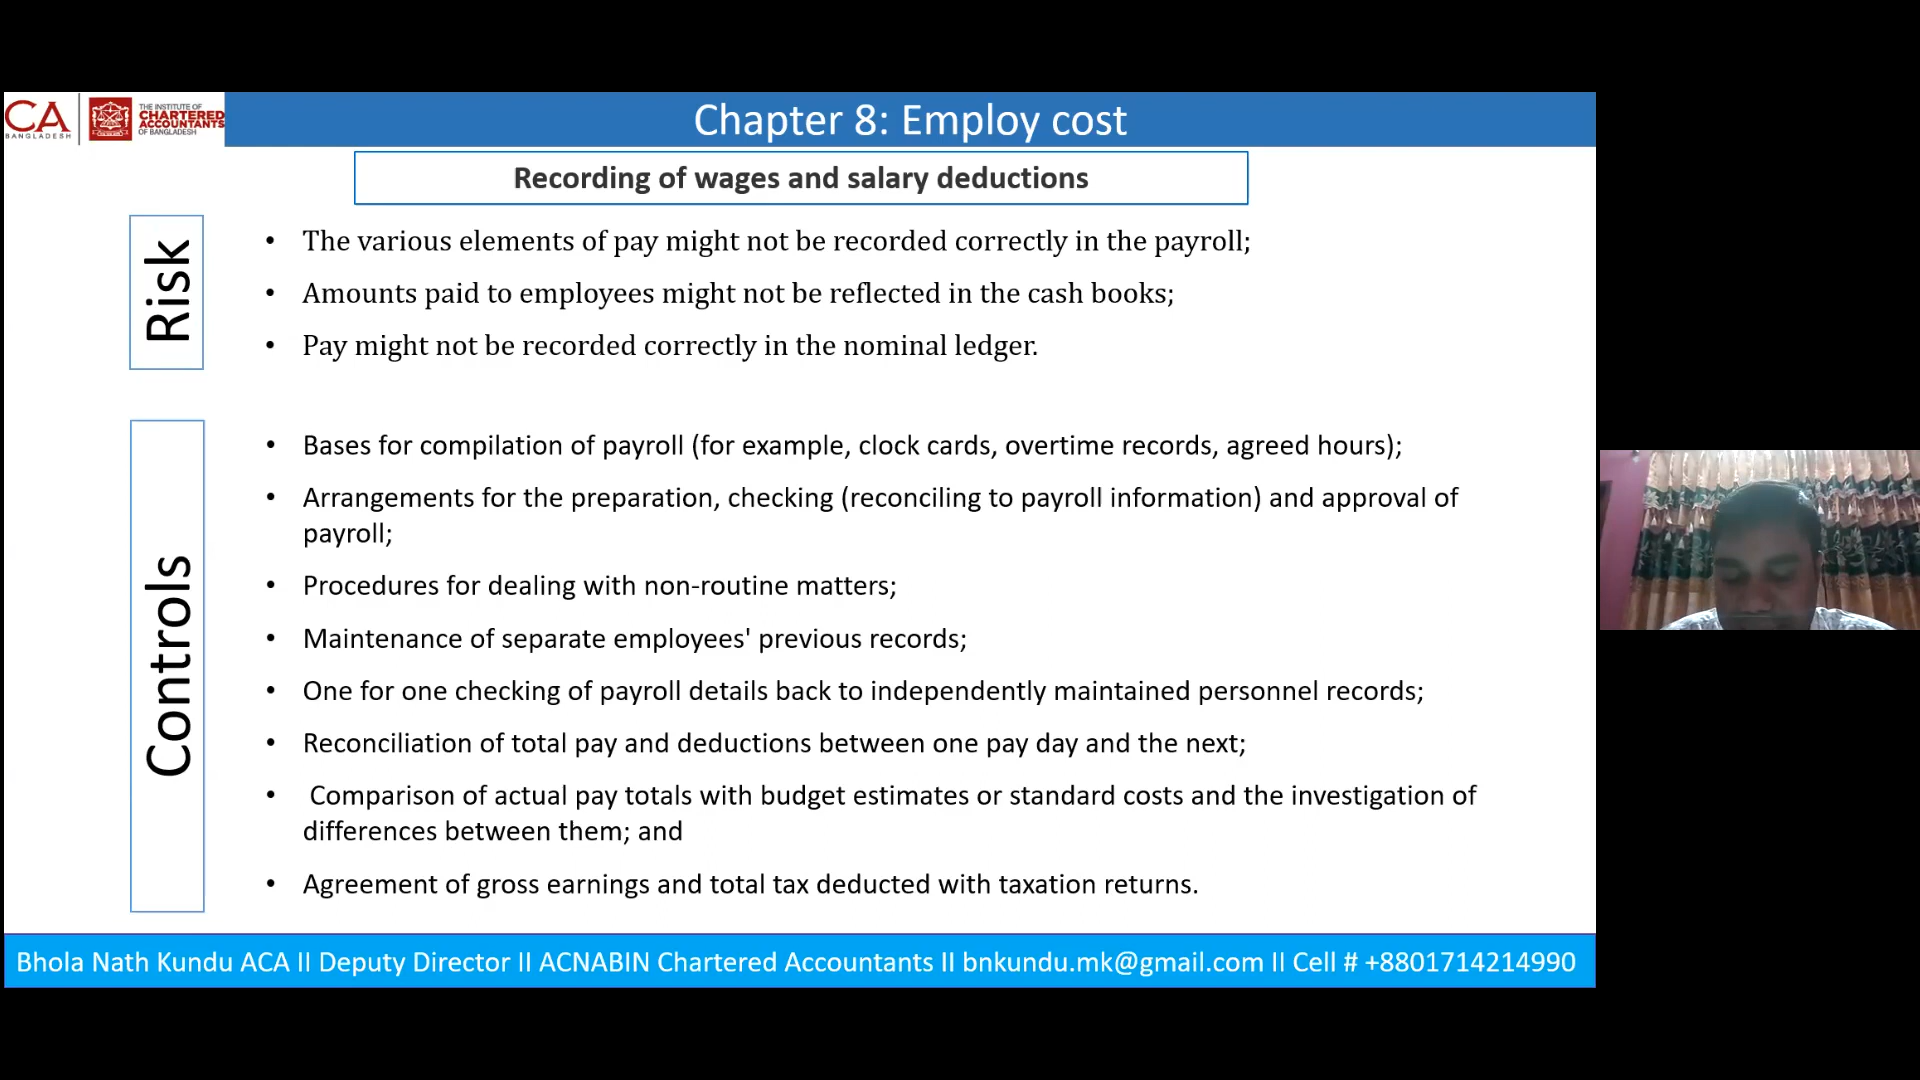 CA
BANGLADESH
THE INSTITUTE OF
CHARTERED
ACCOUNTANTS
OF BANGLADESH
Chapter 8: Employ cost
Recording of wages and salary deductions
Risk
• The various elements of pay might not be recorded correctly in the payroll;
• Amounts paid to employees might not be reflected in the cash books;
• Pay might not be recorded correctly in the nominal ledger.
Controls
• Bases for compilation of payroll (for example, clock cards, overtime records, agreed hours);
• Arrangements for the preparation, checking (reconciling to payroll information) and approval of
payroll;
• Procedures for dealing with non-routine matters;
• Maintenance of separate employees' previous records;
• One for one checking of payroll details back to independently maintained personnel records;
• Reconciliation of total pay and deductions between one pay day and the next;
• Comparison of actual pay totals with budget estimates or standard costs and the investigation of
differences between them; and
• Agreement of gross earnings and total tax deducted with taxation returns.
Bhola Nath Kundu ACA II Deputy Director II ACNABIN Chartered Accountants II bnkundu.mk@gmail.com II Cell # +8801714214990